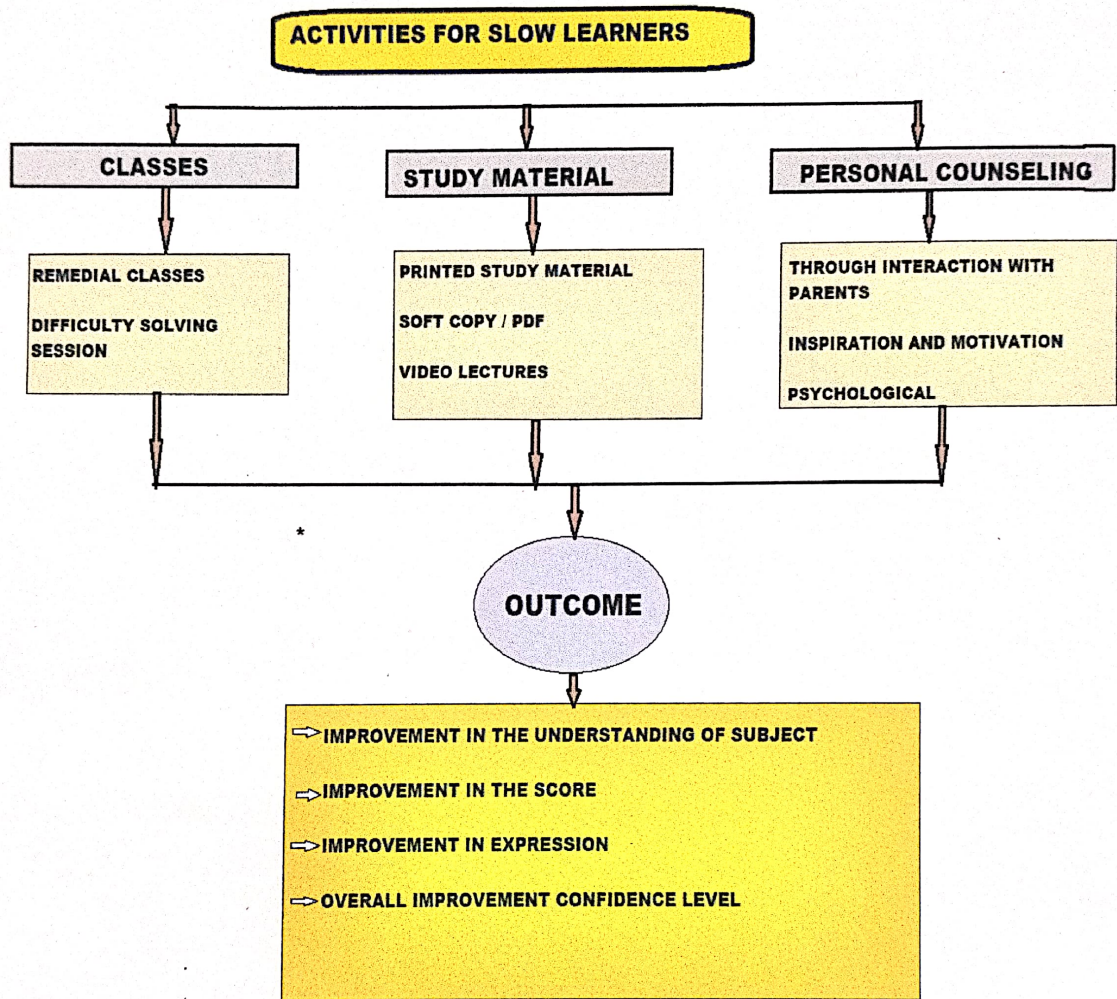 ACTIVITIES FOR SLOW LEARNERS
CLASSES
STUDY MATERIAL
PERSONAL COUNSELING
REMEDIAL CLASSES
DIFFICULTY SOLVING
SESSION
PRINTED STUDY MATERIAL
SOFT COPY / PDF
VIDEO LECTURES
THROUGH INTERACTION WITH
PARENTS
INSPIRATION AND MOTIVATION
PSYCHOLOGICAL
*
OUTCOME
IMPROVEMENT IN THE UNDERSTANDING OF SUBJECT
IMPROVEMENT IN THE SCORE
IMPROVEMENT IN EXPRESSION
OVERALL IMPROVEMENT CONFIDENCE LEVEL